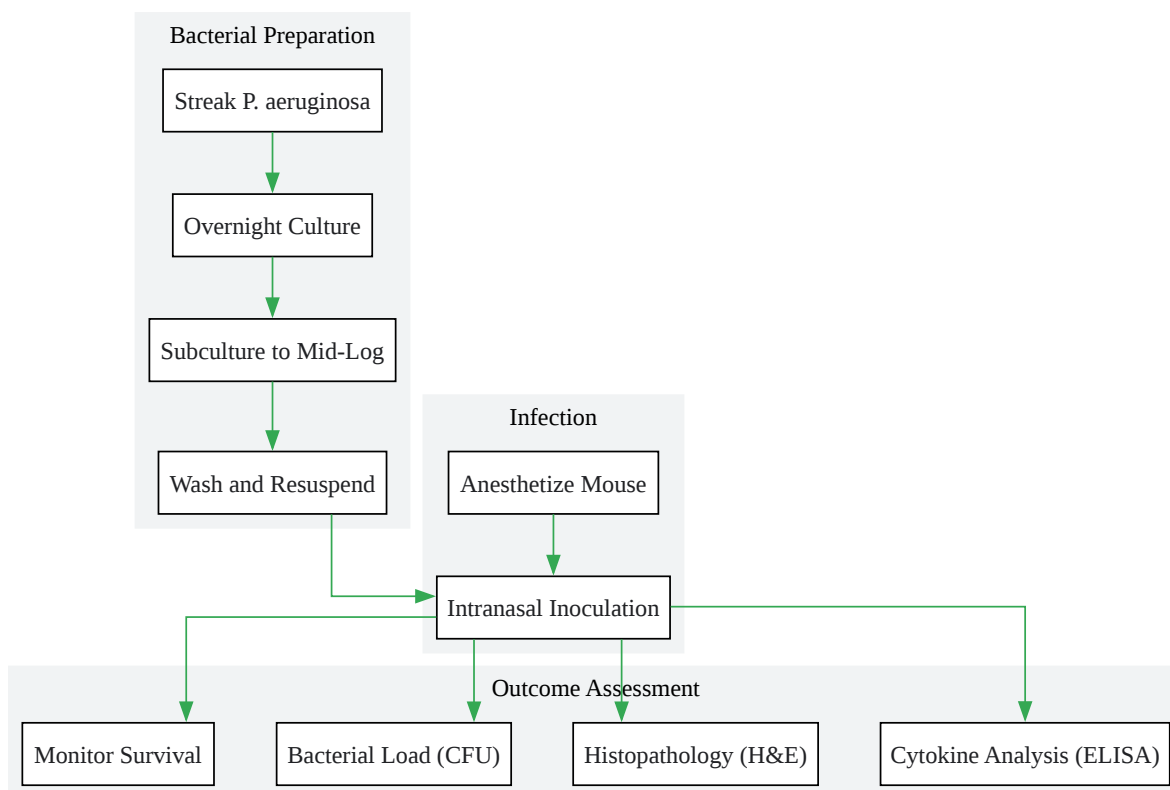 Bacterial Preparation
Streak P. aeruginosa
Overnight Culture
Subculture to Mid-Log
Wash and Resuspend
Infection
Anesthetize Mouse
Intranasal Inoculation
Outcome Assessment
Monitor Survival
Bacterial Load (CFU)
Histopathology (H&E)
Cytokine Analysis (ELISA)